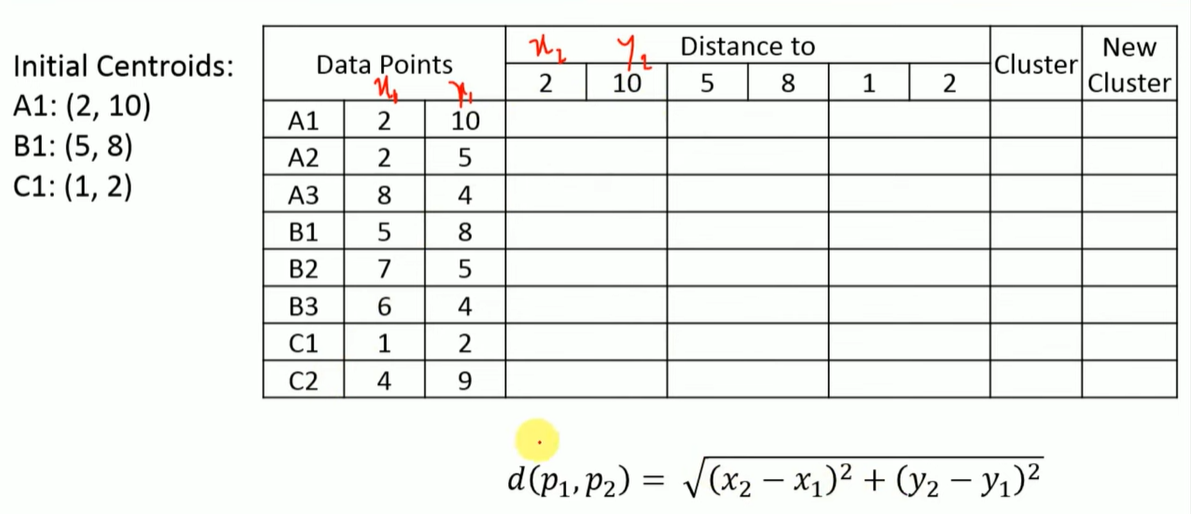 Initial Centroids:
A1: (2, 10)
B1: (5, 8)
C1: (1, 2)
Data Points Distance to Cluster New Cluster
x₁ y₁ x₂ y₂
2 10 5 8 1 2
A1 2 10
A2 2 5
A3 8 4
B1 5 8
B2 7 5
B3 6 4
C1 1 2
C2 4 9
d(p₁, p₂) = √(x₂ − x₁)² + (y₂ − y₁)²